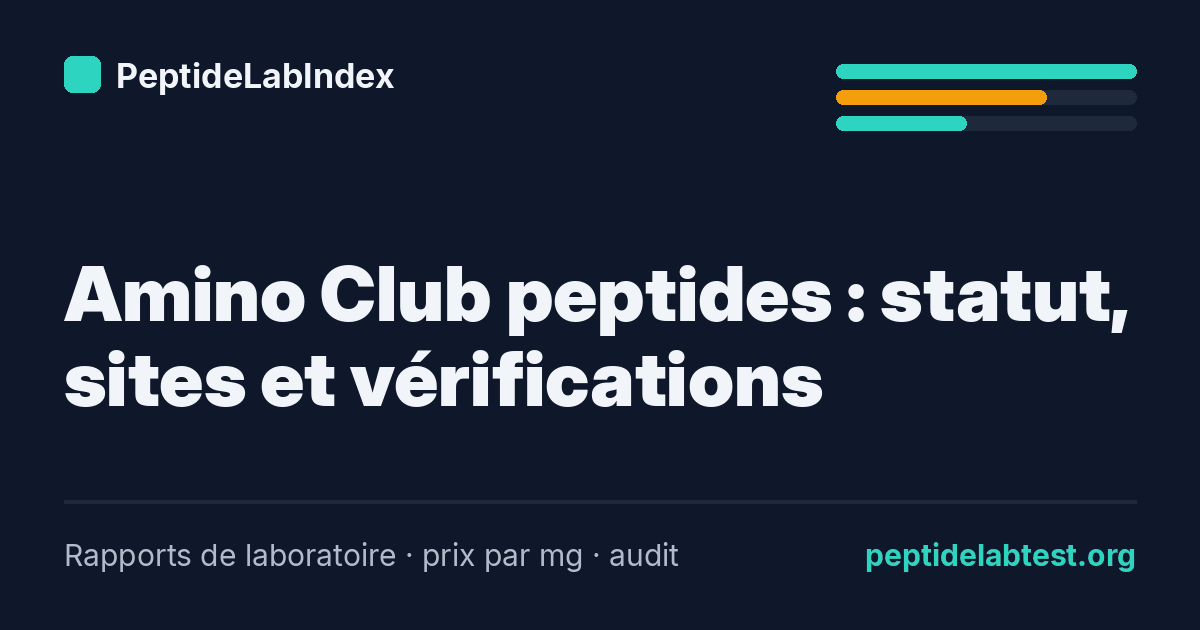 PeptideLabIndex
Amino Club peptides : statut,
sites et vérifications
Rapports de laboratoire · prix par mg · audit
peptidelabtest.org